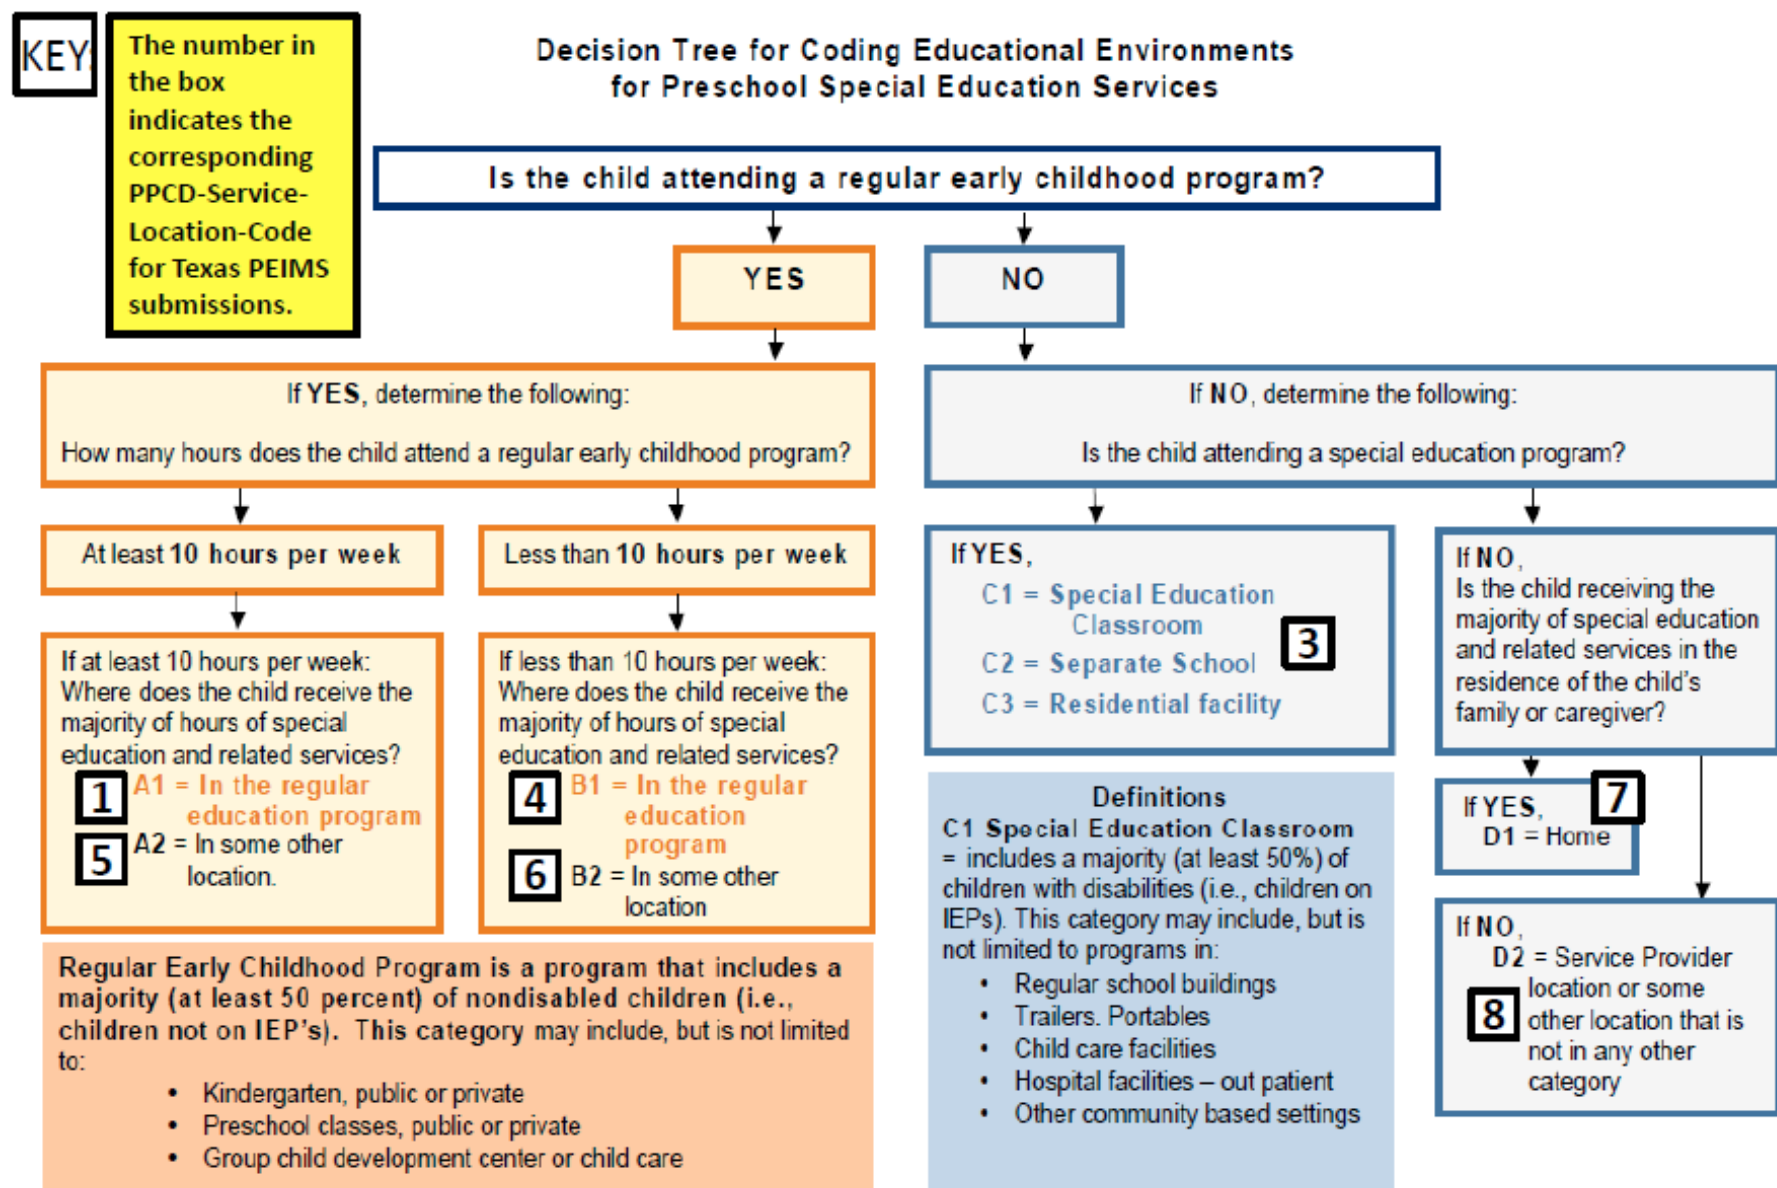 KEY:
The number in
the box
indicates the
corresponding
PPCD-Service-
Location-Code
for Texas PEIMS
submissions.
Decision Tree for Coding Educational Environments
for Preschool Special Education Services
Is the child attending a regular early childhood program?
YES
NO
If YES, determine the following:
How many hours does the child attend a regular early childhood program?
If NO, determine the following:
Is the child attending a special education program?
At least 10 hours per week
Less than 10 hours per week
If at least 10 hours per week:
Where does the child receive the
majority of hours of special
education and related services?
1 A1 = In the regular
education program
5 A2 = In some other
location.
If less than 10 hours per week:
Where does the child receive the
majority of hours of special
education and related services?
4 B1 = In the regular
education
program
6 B2 = In some other
location
If YES,
C1 = Special Education
Classroom
3
C2 = Separate School
C3 = Residential facility
If NO,
Is the child receiving the
majority of special education
and related services in the
residence of the child's
family or caregiver?
If YES, 7
D1 = Home
If NO,
D2 = Service Provider
location or some
8 other location that is
not in any other
category
Regular Early Childhood Program is a program that includes a
majority (at least 50 percent) of nondisabled children (i.e.,
children not on IEP's). This category may include, but is not limited
to:
• Kindergarten, public or private
• Preschool classes, public or private
• Group child development center or child care
Definitions
C1 Special Education Classroom
= includes a majority (at least 50%) of
children with disabilities (i.e., children on
IEPs). This category may include, but is
not limited to programs in:
• Regular school buildings
• Trailers. Portables
• Child care facilities
• Hospital facilities – out patient
• Other community based settings